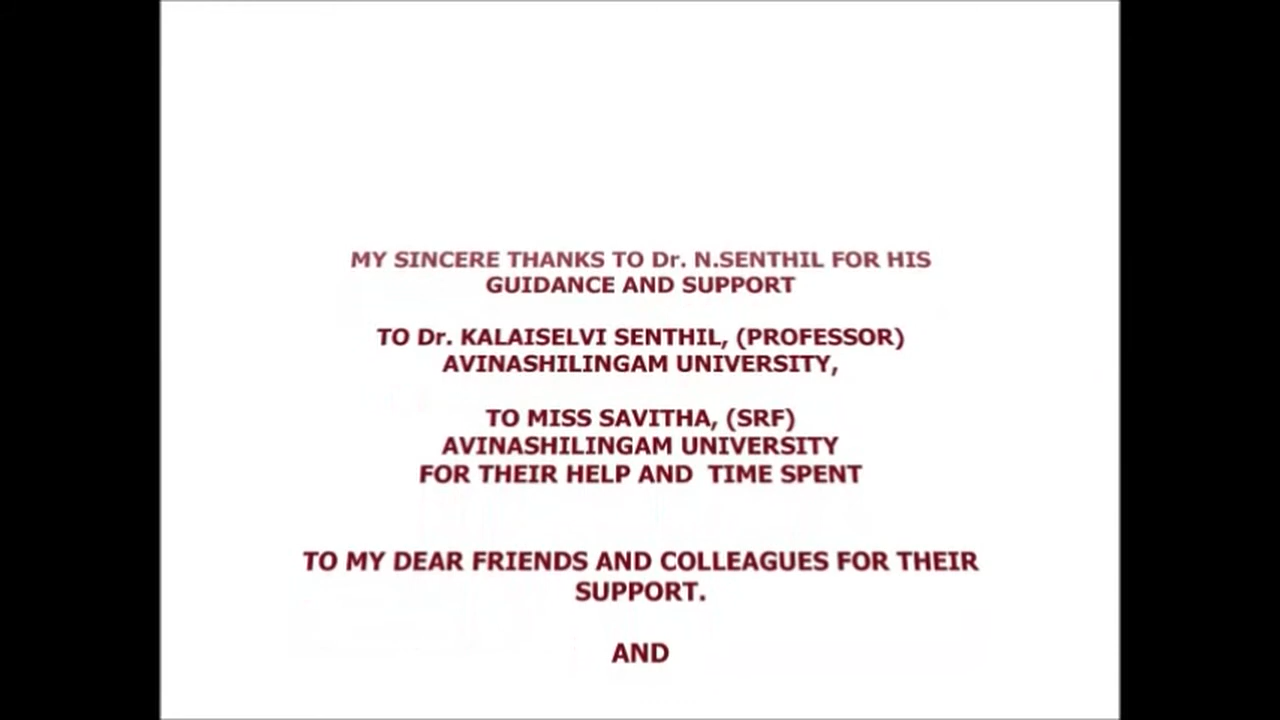 MY SINCERE THANKS TO Dr. N.SENTHIL FOR HIS
GUIDANCE AND SUPPORT
TO Dr. KALAISELVI SENTHIL, (PROFESSOR)
AVINASHILINGAM UNIVERSITY,
TO MISS SAVITHA, (SRF)
AVINASHILINGAM UNIVERSITY
FOR THEIR HELP AND  TIME SPENT
TO MY DEAR FRIENDS AND COLLEAGUES FOR THEIR
SUPPORT.
AND